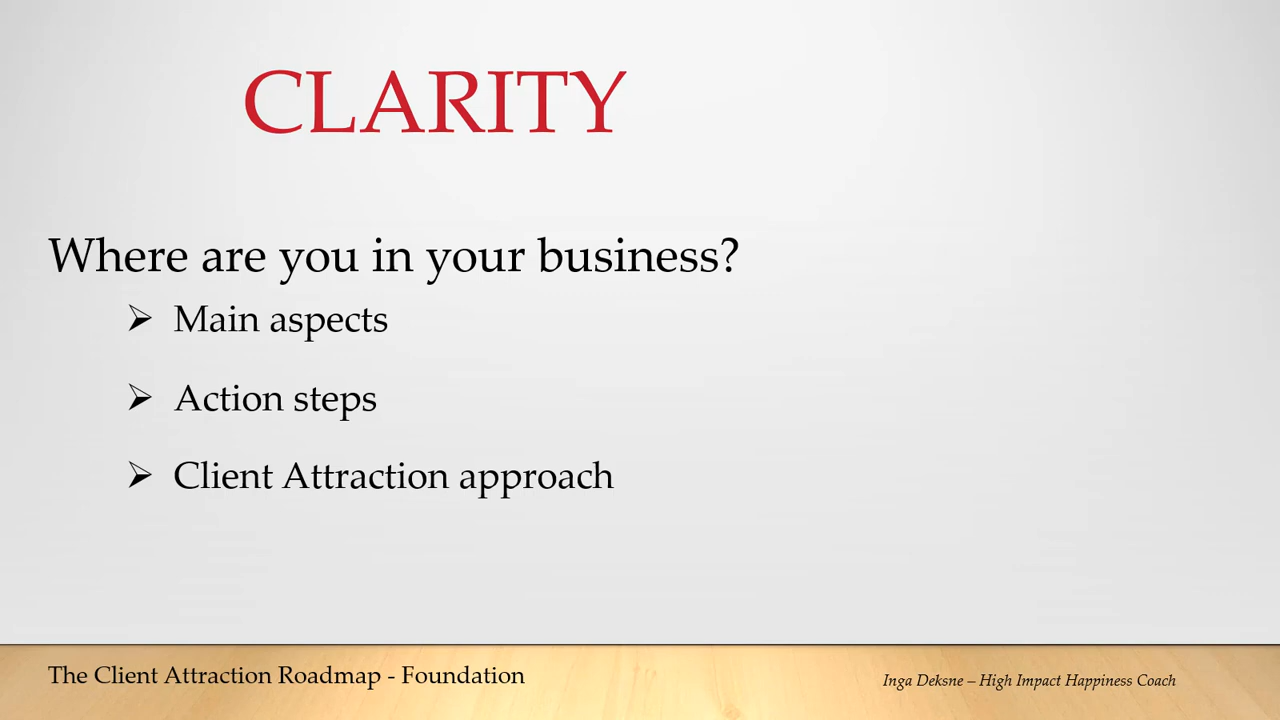 CLARITY
Where are you in your business?
➢ Main aspects
➢ Action steps
➢ Client Attraction approach
The Client Attraction Roadmap - Foundation
Inga Deksne – High Impact Happiness Coach